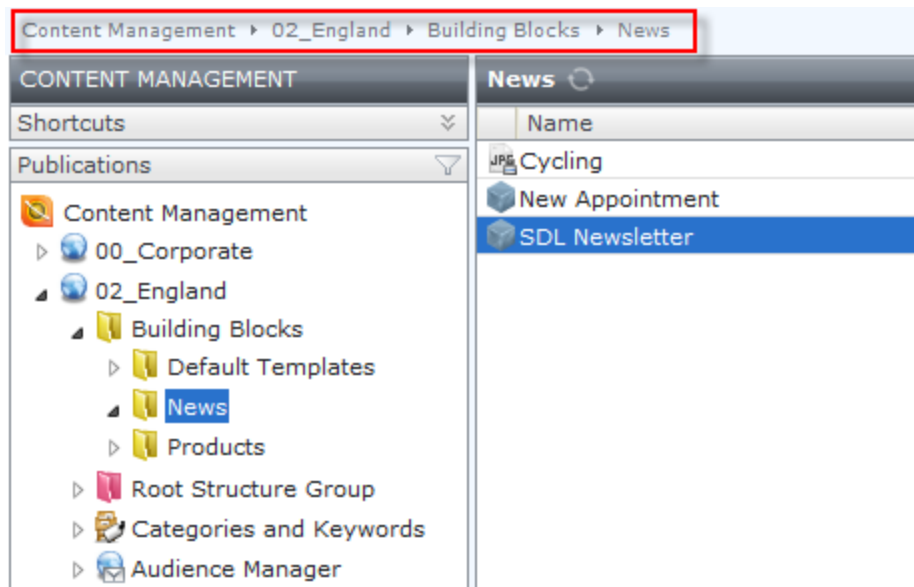 Content Management ▸ 02_England ▸ Building Blocks ▸ News
CONTENT MANAGEMENT
Shortcuts
Publications
Content Management
00_Corporate
02_England
Building Blocks
Default Templates
News
Products
Root Structure Group
Categories and Keywords
Audience Manager
News
Name
JPG Cycling
New Appointment
SDL Newsletter